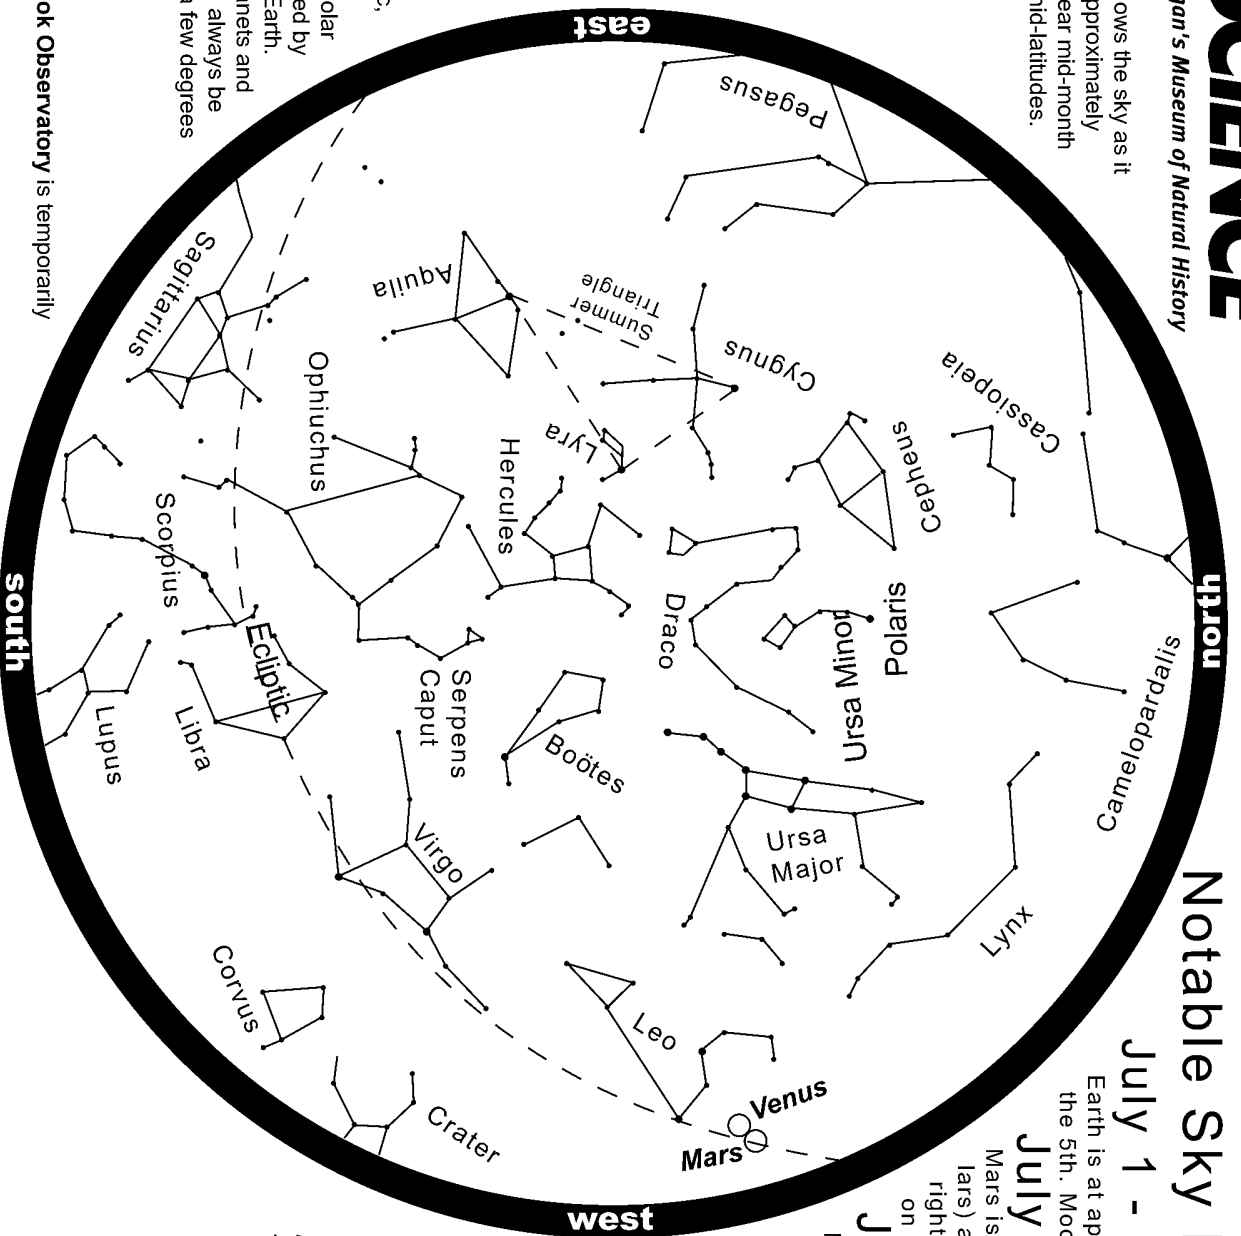 SCIENCE
gan's Museum of Natural History
ows the sky as it
pproximately
ear mid-month
mid-latitudes.
olar
ed by
Earth.
nets and
always be
a few degrees
ok Observatory is temporarily
east
north
south
west
Pegasus
Aquila
Summer
Triangle
Cygnus
Lyra
Cassiopeia
Cepheus
Sagittarius
Ophiuchus
Hercules
Scorpius
Draco
Polaris
Ursa Minor
Camelopardalis
Ecliptic
Serpens
Caput
Libra
Lupus
Boötes
Virgo
Ursa
Major
Lynx
Corvus
Leo
Crater
Venus
Mars
Notable Sky
July 1 -
Earth is at ap
the 5th. Moo
July
Mars is
lars) a
right
on
J